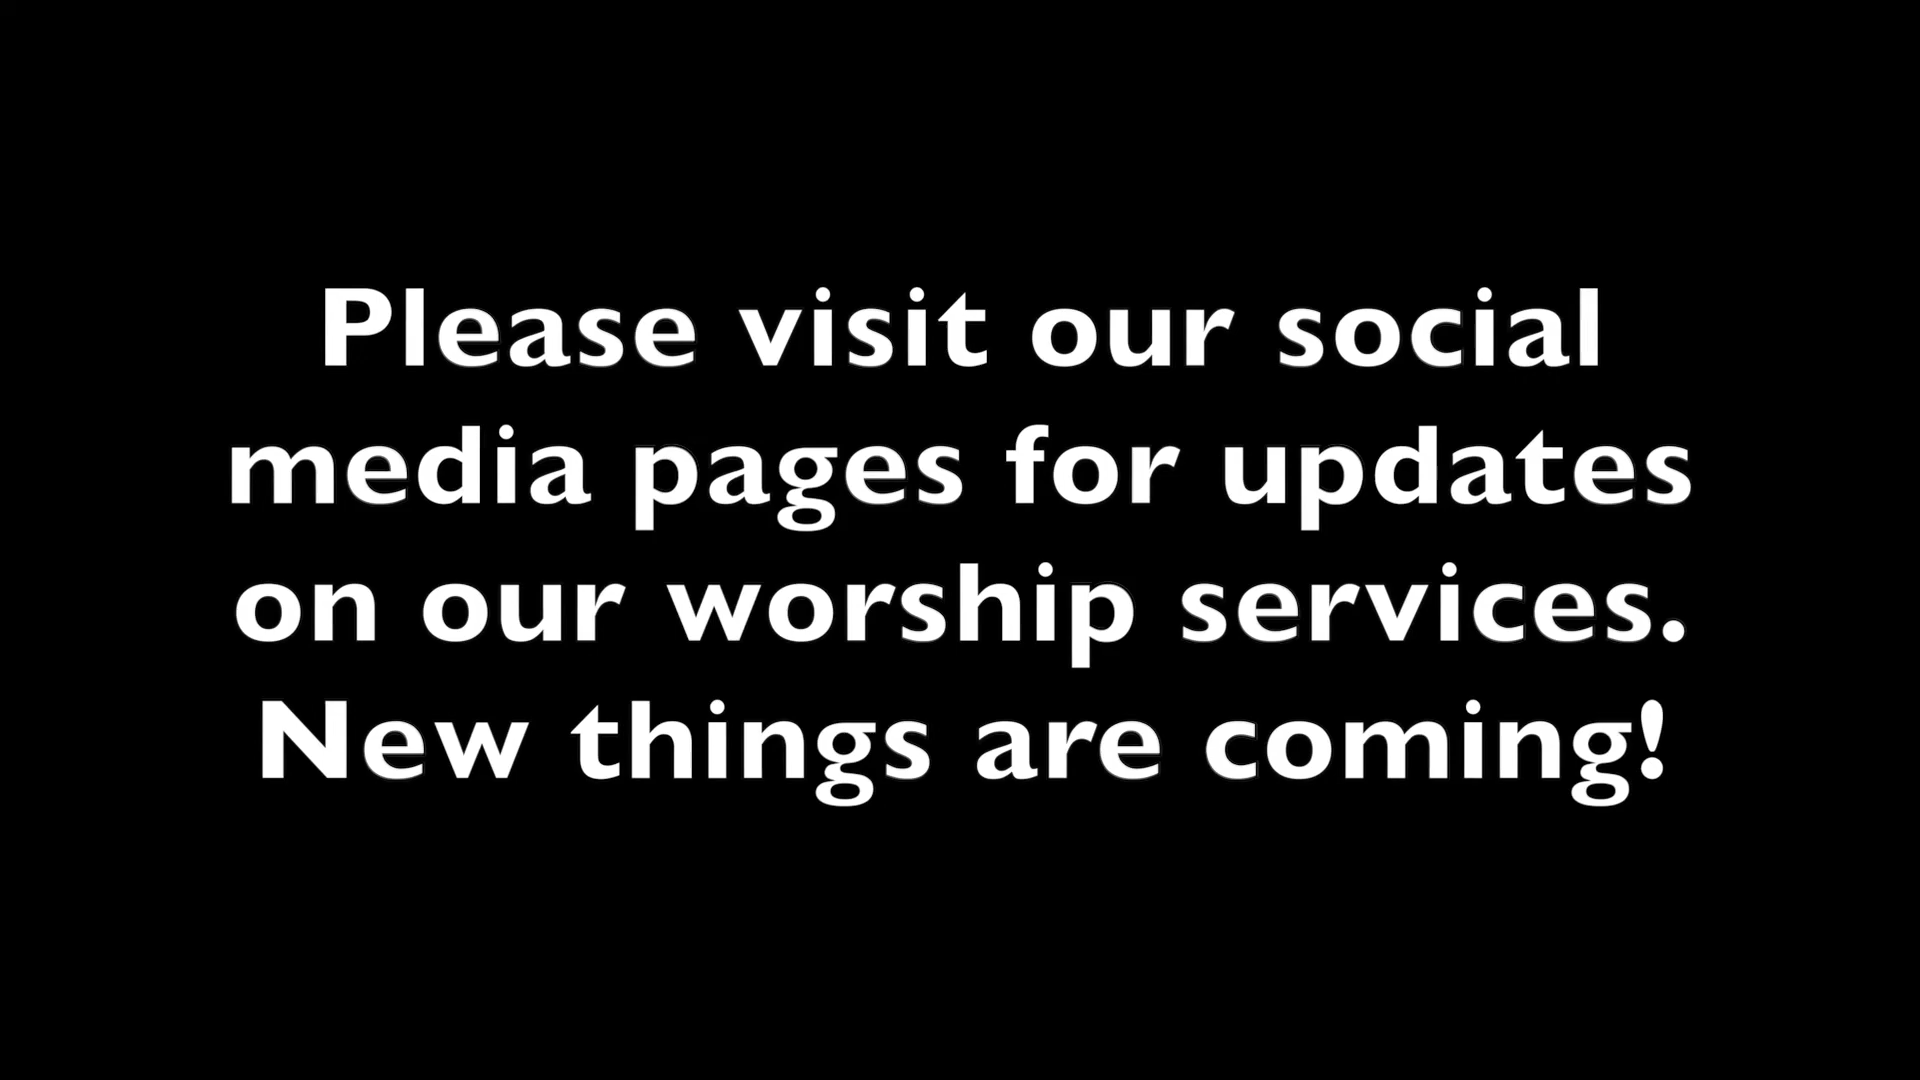 Please visit our social
media pages for updates
on our worship services.
New things are coming!